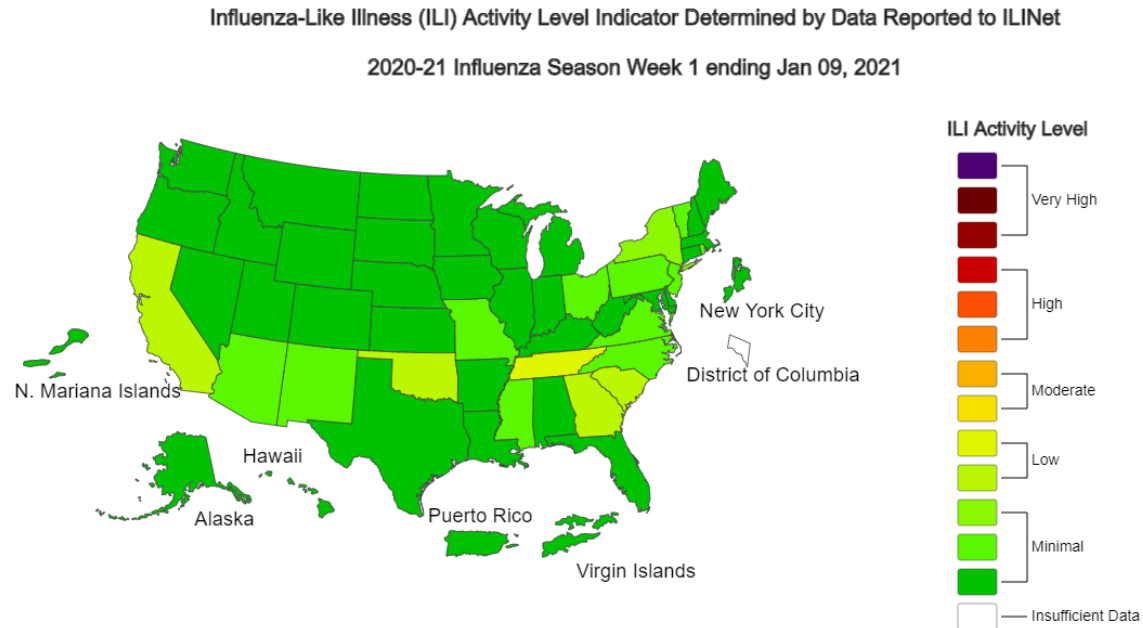 Influenza-Like Illness (ILI) Activity Level Indicator Determined by Data Reported to ILINet
2020-21 Influenza Season Week 1 ending Jan 09, 2021
ILI Activity Level
Very High
High
Moderate
Low
Minimal
Insufficient Data
New York City
District of Columbia
N. Mariana Islands
Hawaii
Alaska
Puerto Rico
Virgin Islands